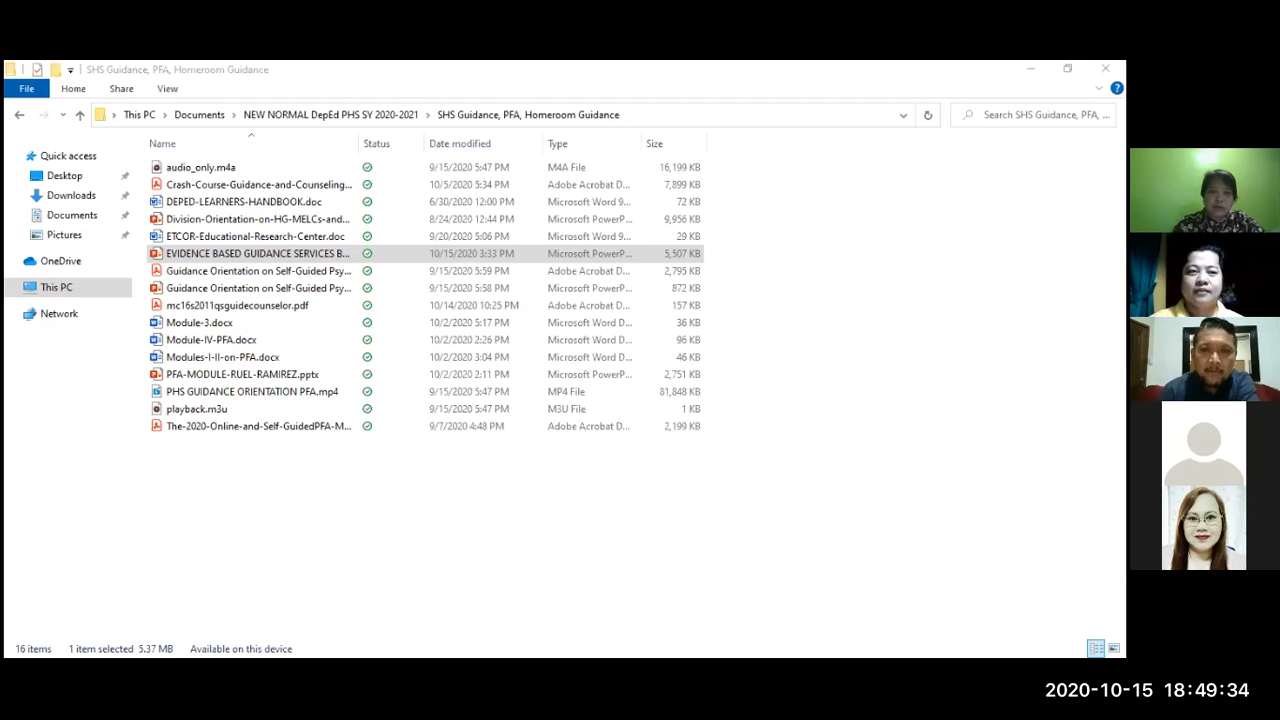 SHS Guidance, PFA, Homeroom Guidance
File Home Share View
This PC Documents NEW NORMAL DepEd PHS SY 2020-2021 SHS Guidance, PFA, Homeroom Guidance Search SHS Guidance, PFA, ...
Name Status Date modified Type Size
Quick access
Desktop
Downloads
Documents
Pictures
OneDrive
This PC
Network
audio_only.m4a 9/15/2020 5:47 PM M4A File 16,199 KB
Crash-Course-Guidance-and-Counseling... 10/5/2020 5:34 PM Adobe Acrobat D... 7,899 KB
DEPED-LEARNERS-HANDBOOK.doc 6/30/2020 12:00 PM Microsoft Word 9... 72 KB
Division-Orientation-on-HG-MELCs-and... 8/24/2020 12:44 PM Microsoft PowerP... 9,956 KB
ETCOR-Educational-Research-Center.doc 9/20/2020 5:06 PM Microsoft Word 9... 29 KB
EVIDENCE BASED GUIDANCE SERVICES B... 10/15/2020 3:33 PM Microsoft PowerP... 5,507 KB
Guidance Orientation on Self-Guided Psy... 9/15/2020 5:59 PM Adobe Acrobat D... 2,795 KB
Guidance Orientation on Self-Guided Psy... 9/15/2020 5:58 PM Microsoft PowerP... 872 KB
mc16s2011qsguidecounselor.pdf 10/14/2020 10:25 PM Adobe Acrobat D... 157 KB
Module-3.docx 10/2/2020 5:17 PM Microsoft Word D... 36 KB
Module-IV-PFA.docx 10/2/2020 2:26 PM Microsoft Word D... 96 KB
Modules-I-II-on-PFA.docx 10/2/2020 3:04 PM Microsoft Word D... 46 KB
PFA-MODULE-RUEL-RAMIREZ.pptx 10/2/2020 2:11 PM Microsoft PowerP... 2,751 KB
PHS GUIDANCE ORIENTATION PFA.mp4 9/15/2020 5:47 PM MP4 File 81,848 KB
playback.m3u 9/15/2020 5:47 PM M3U File 1 KB
The-2020-Online-and-Self-GuidedPFA-M... 9/7/2020 4:48 PM Adobe Acrobat D... 2,199 KB
16 items 1 item selected 5.37 MB Available on this device
2020-10-15 18:49:34